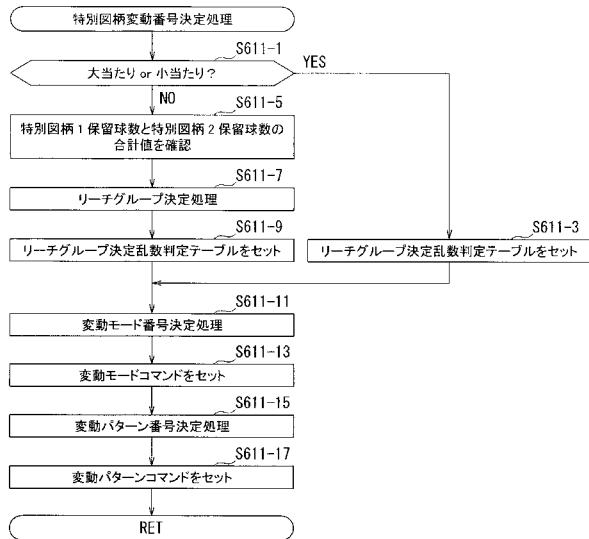 特別図柄変動番号決定処理
S611-1
大当たり or 小当たり？
YES
NO
S611-5
特別図柄１保留球数と特別図柄２保留球数の
合計値を確認
S611-7
リーチグループ決定処理
S611-9
リーチグループ決定乱数判定テーブルをセット
S611-3
リーチグループ決定乱数判定テーブルをセット
S611-11
変動モード番号決定処理
S611-13
変動モードコマンドをセット
S611-15
変動パターン番号決定処理
S611-17
変動パターンコマンドをセット
RET